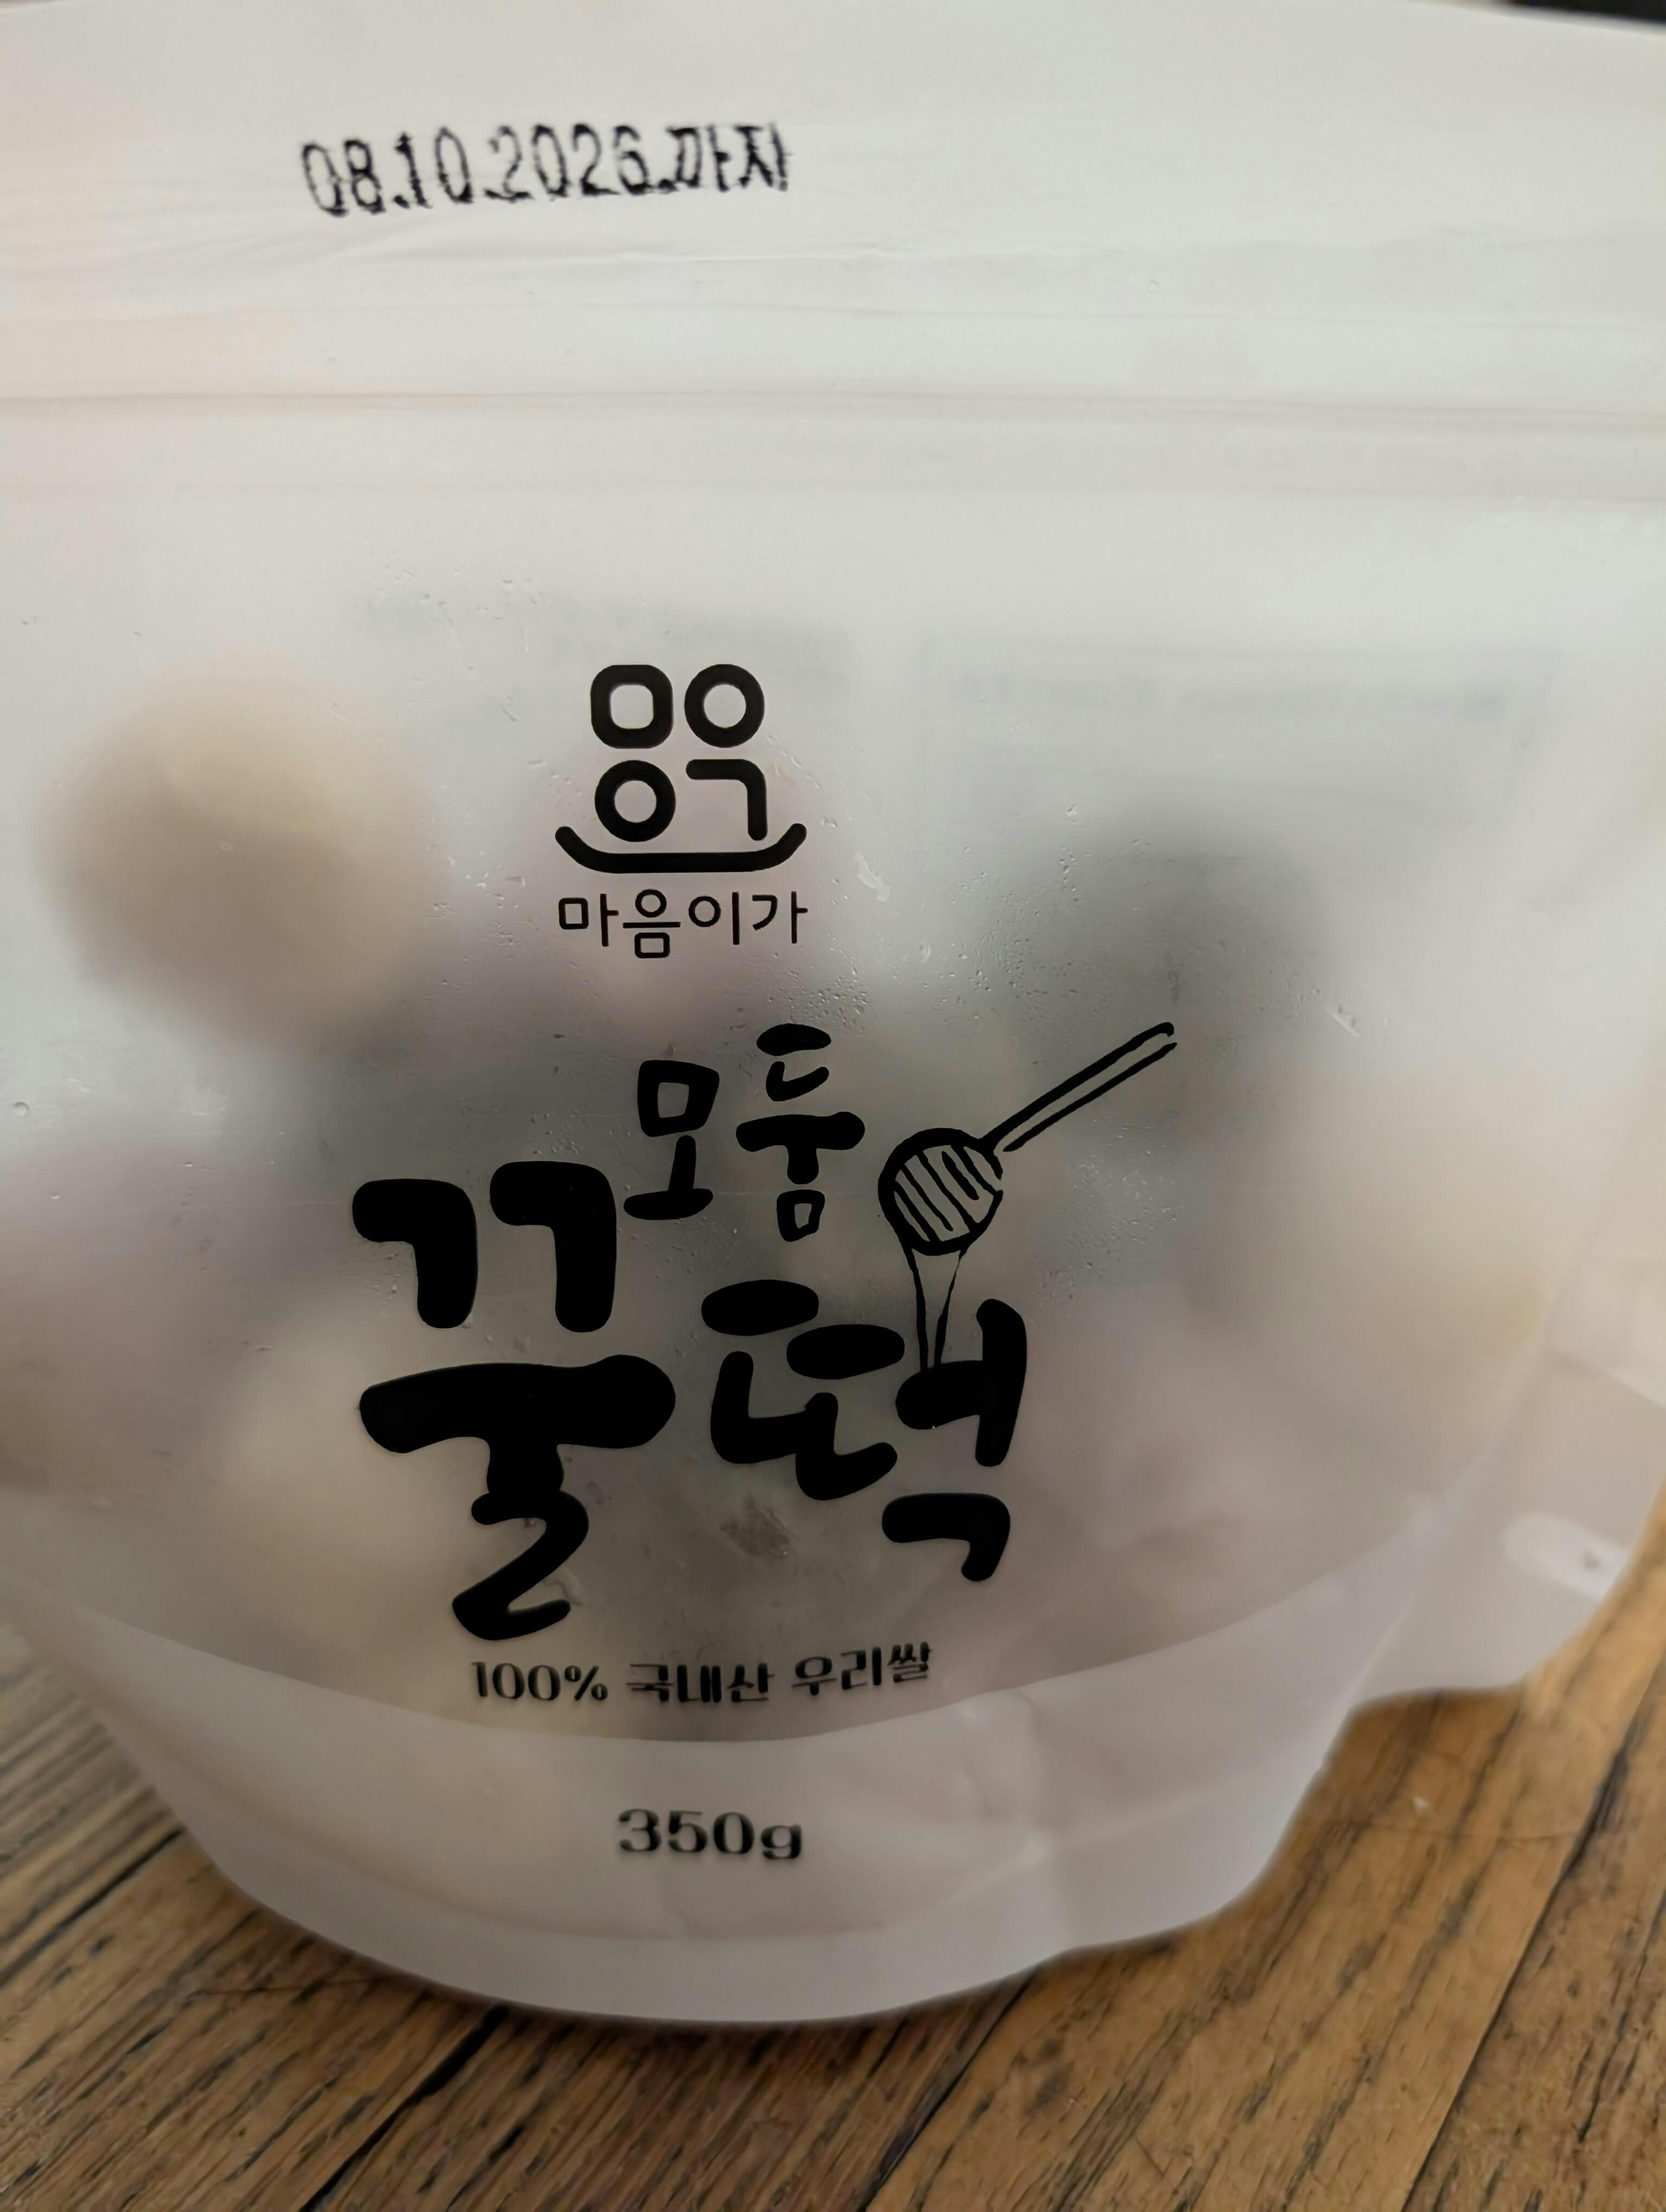 08.10.2026.까지
마음이가
모둠
꿀떡
100% 국내산 우리쌀
350g